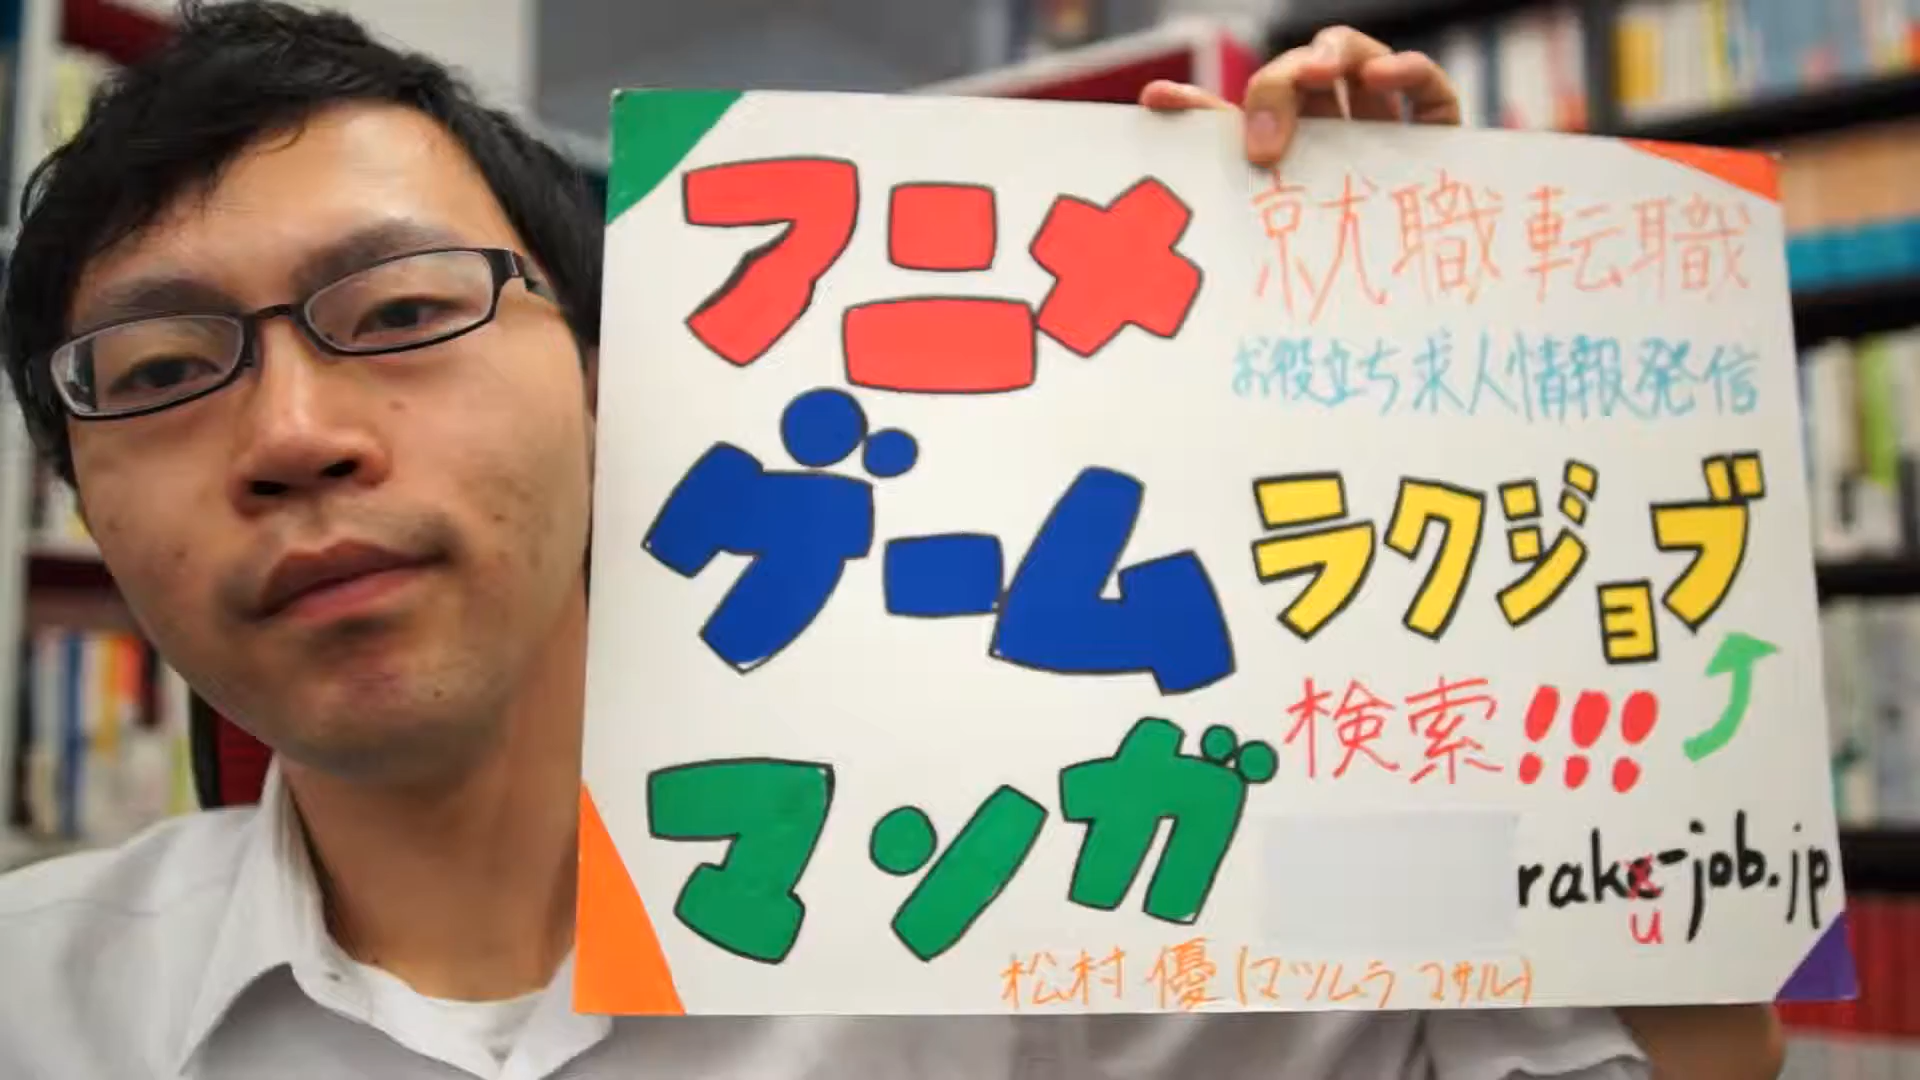 アニメ
ゲーム
マンガ
就職転職
お役立ち求人情報発信
ラクジョブ
検索!!!
rake-job.jp
u
松村 優(マツムラ マサル)